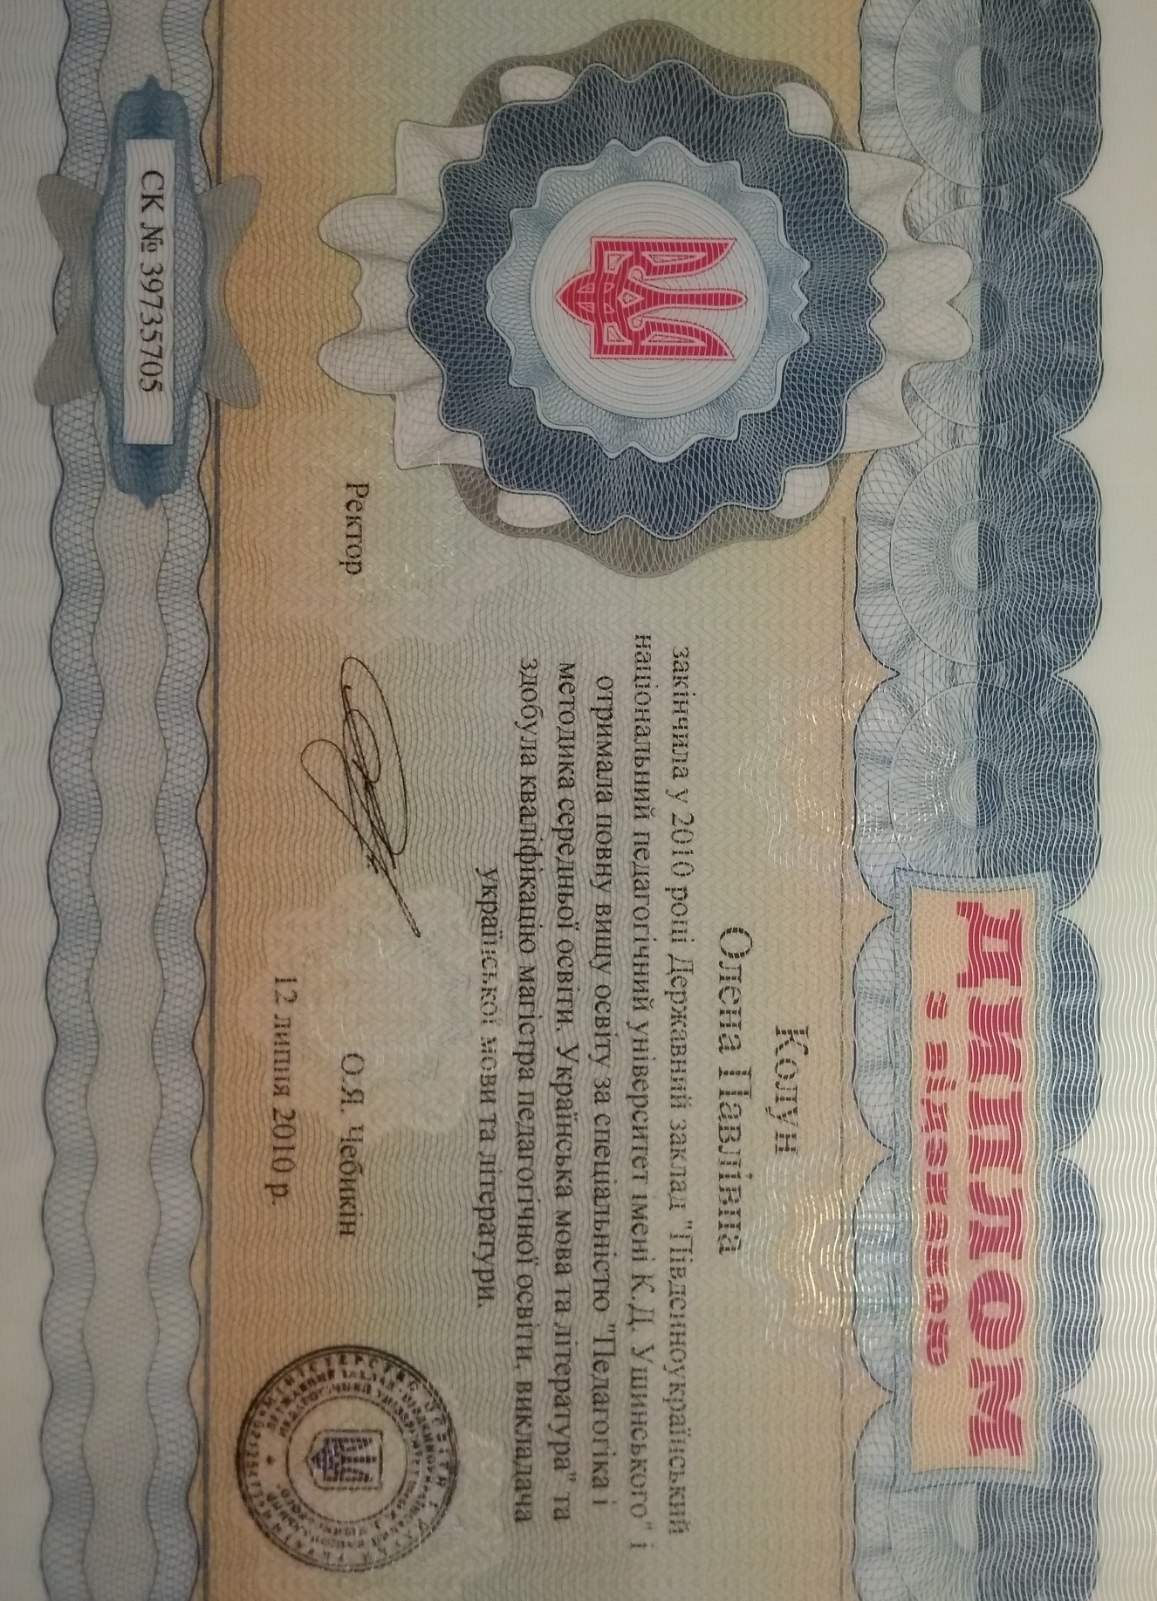 ДИПЛОМ
з відзнакою
Колун
Олена Павлівна
закінчила у 2010 році Державний заклад "Південноукраїнський
національний педагогічний університет імені К.Д. Ушинського" і
отримала повну вищу освіту за спеціальністю "Педагогіка і
методика середньої освіти. Українська мова та література" та
здобула кваліфікацію магістра педагогічної освіти, викладача
української мови та літератури.
Ректор О.Я. Чебикін
12 липня 2010 р.
СК № 39735705